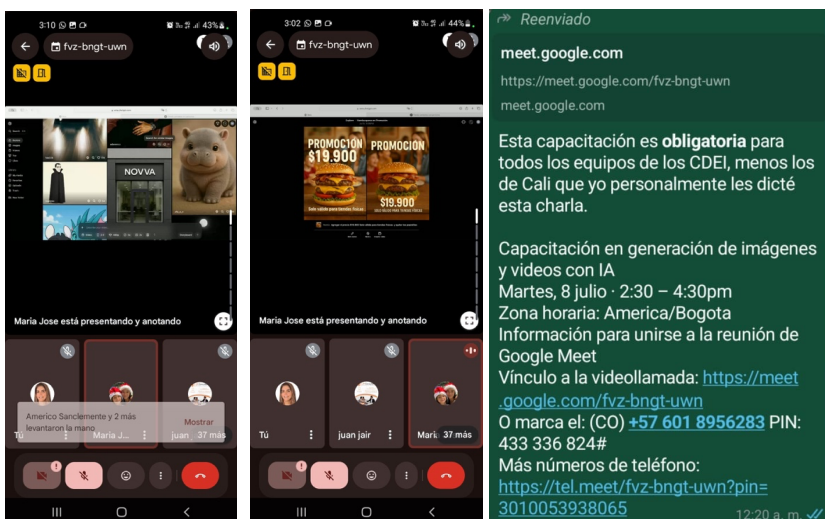 3:10
43%
fvz-bngt-uwn
NOVVA
Maria Jose está presentando y anotando
Americo Sanclemente y 2 más
levantaron la mano
Mostrar
Tú
Maria J...
juan
37 más
3:02
44%
fvz-bngt-uwn
PROMOCION
$19.900
PROMOCION
$19.900
Maria Jose está presentando y anotando
Tú
juan jair
Mari
37 más
Reenviado
meet.google.com
https://meet.google.com/fvz-bngt-uwn
meet.google.com
Esta capacitación es obligatoria para
todos los equipos de los CDEI, menos los
de Cali que yo personalmente les dicté
esta charla.
Capacitación en generación de imágenes
y videos con IA
Martes, 8 julio · 2:30 – 4:30pm
Zona horaria: America/Bogota
Información para unirse a la reunión de
Google Meet
Vínculo a la videollamada: https://meet
.google.com/fvz-bngt-uwn
O marca el: (CO) +57 601 8956283 PIN:
433 336 824#
Más números de teléfono:
https://tel.meet/fvz-bngt-uwn?pin=
3010053938065
12:20 a. m.